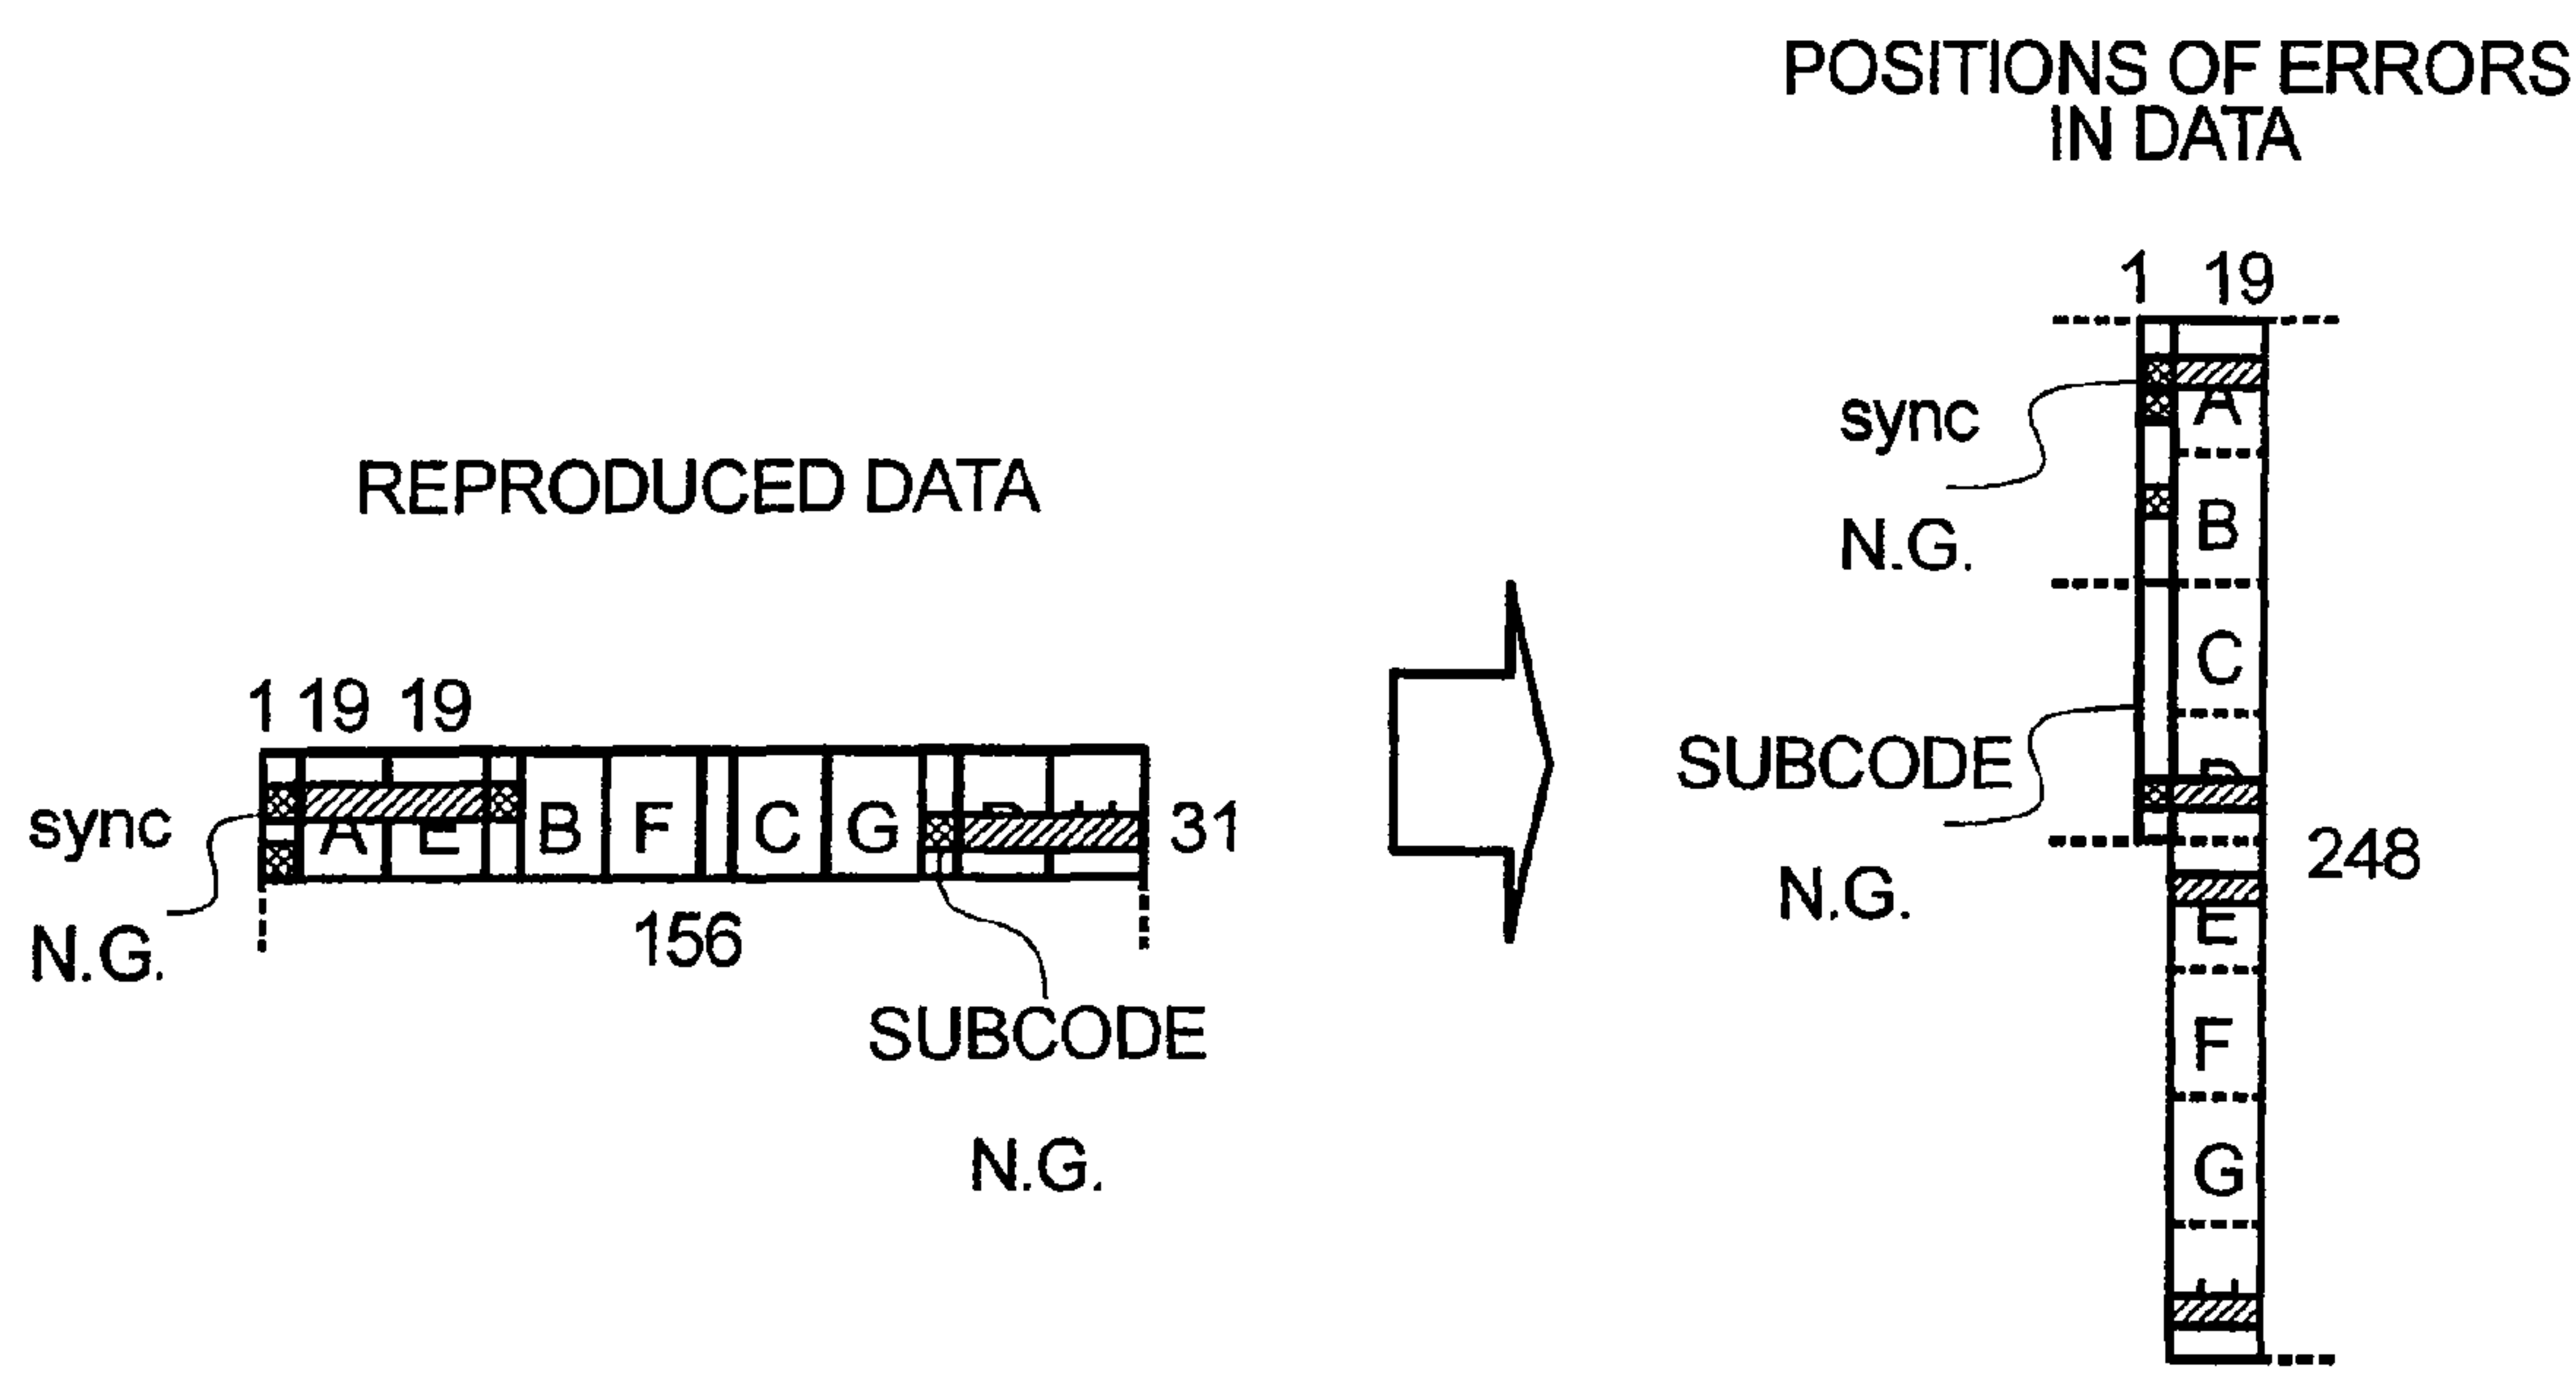 POSITIONS OF ERRORS
IN DATA
1 19
sync
N.G.
A
B
C
SUBCODE
N.G.
248
E
F
G
REPRODUCED DATA
1 19 19
sync
N.G.
A E B F C G
31
156
SUBCODE
N.G.